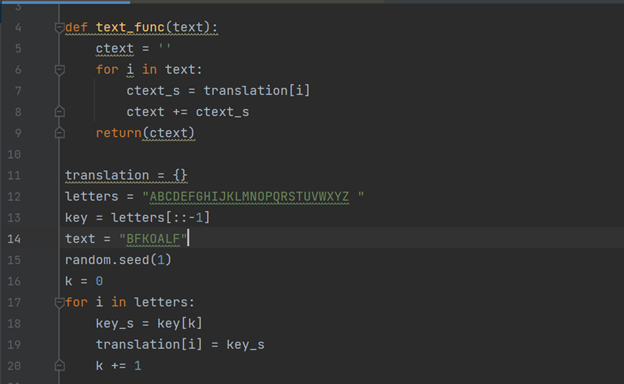 3
4 def text_func(text):
5 ctext = ''
6 for i in text:
7 ctext_s = translation[i]
8 ctext += ctext_s
9 return(ctext)
10
11 translation = {}
12 letters = "ABCDEFGHIJKLMNOPQRSTUVWXYZ "
13 key = letters[::-1]
14 text = "BFKOALF"
15 random.seed(1)
16 k = 0
17 for i in letters:
18 key_s = key[k]
19 translation[i] = key_s
20 k += 1